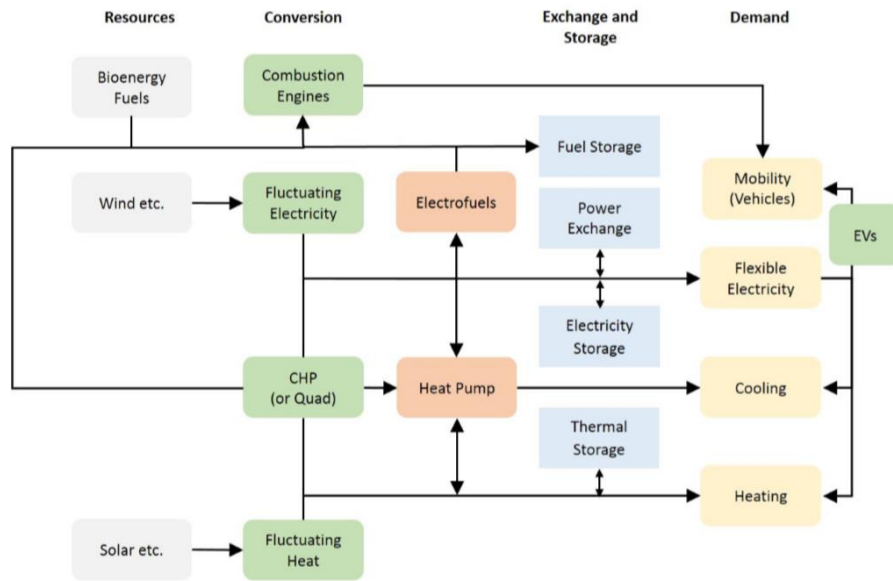 Resources
Conversion
Exchange and
Storage
Demand
Bioenergy
Fuels
Combustion
Engines
Fuel Storage
Wind etc.
Fluctuating
Electricity
Electrofuels
Power
Exchange
Mobility
(Vehicles)
EVs
Flexible
Electricity
Electricity
Storage
CHP
(or Quad)
Heat Pump
Cooling
Thermal
Storage
Heating
Solar etc.
Fluctuating
Heat